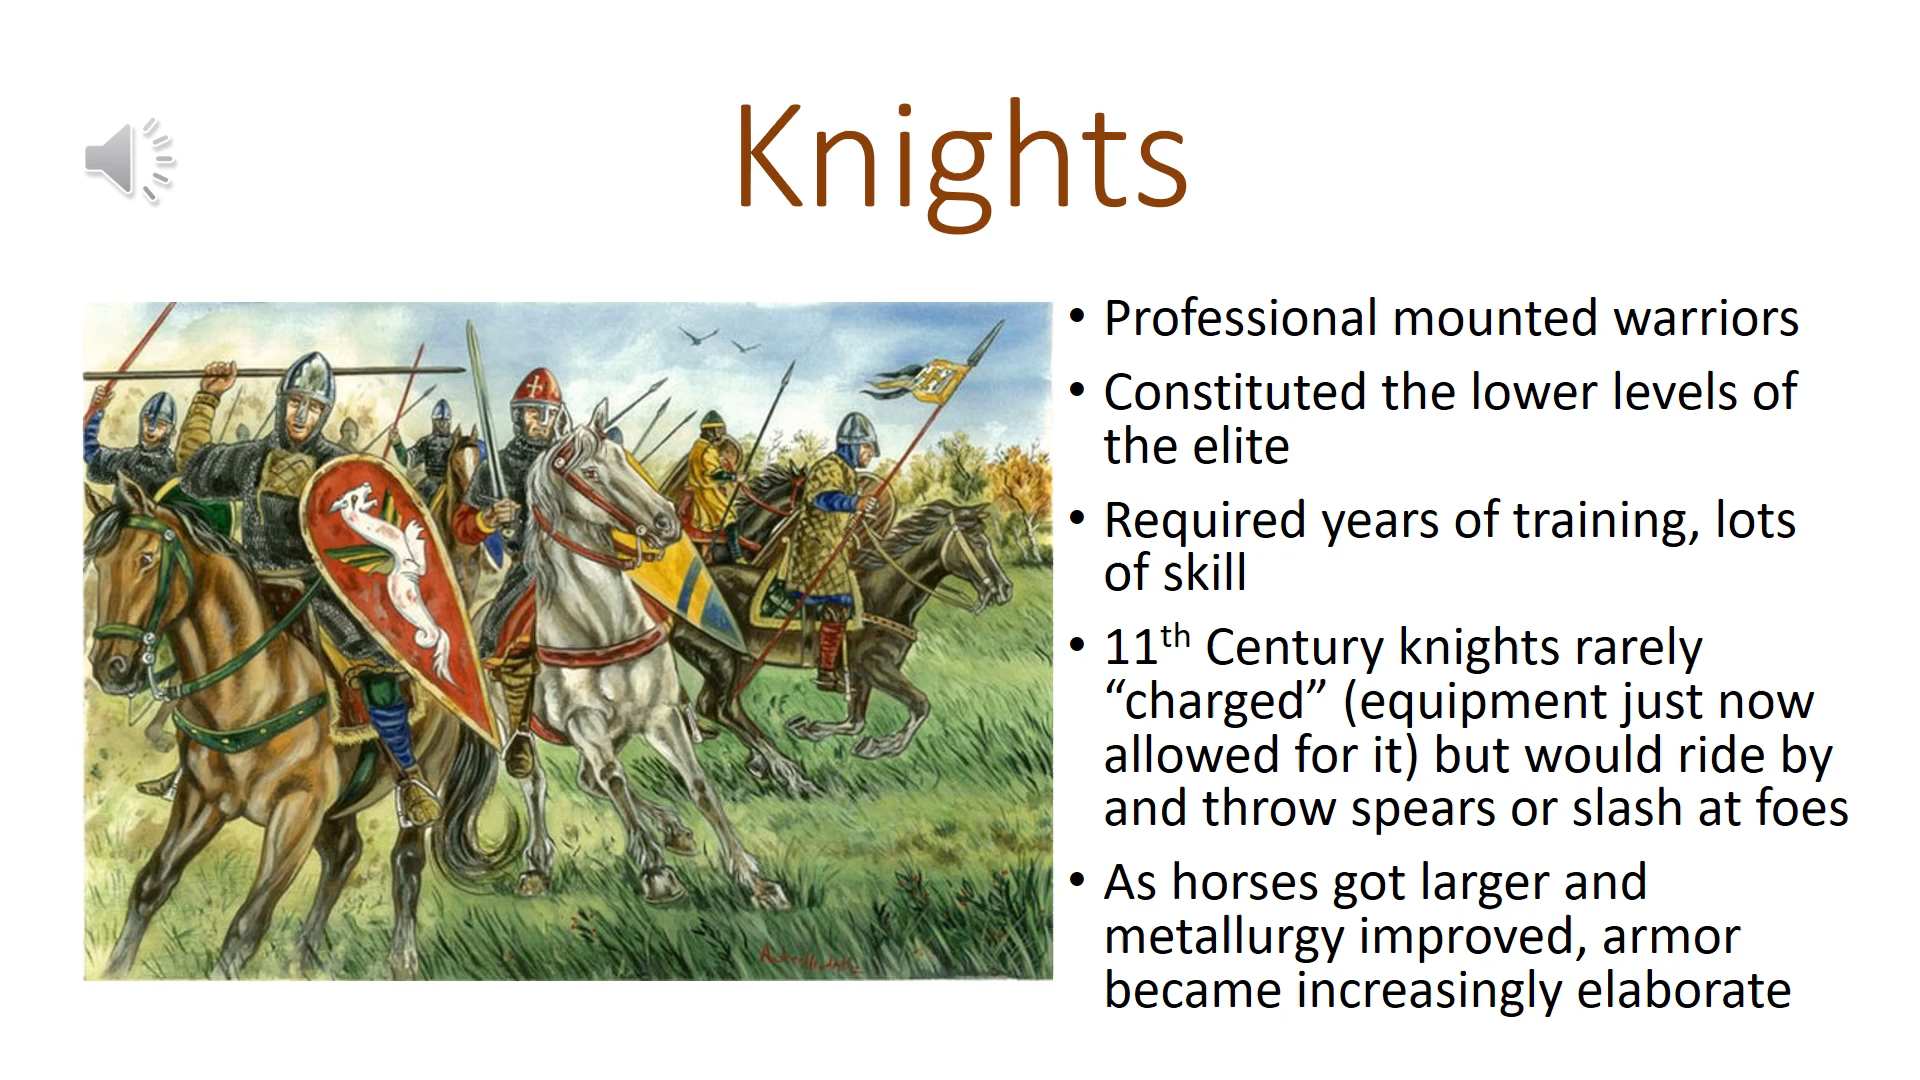 Knights
• Professional mounted warriors
• Constituted the lower levels of
the elite
• Required years of training, lots
of skill
• 11th Century knights rarely
“charged” (equipment just now
allowed for it) but would ride by
and throw spears or slash at foes
• As horses got larger and
metallurgy improved, armor
became increasingly elaborate